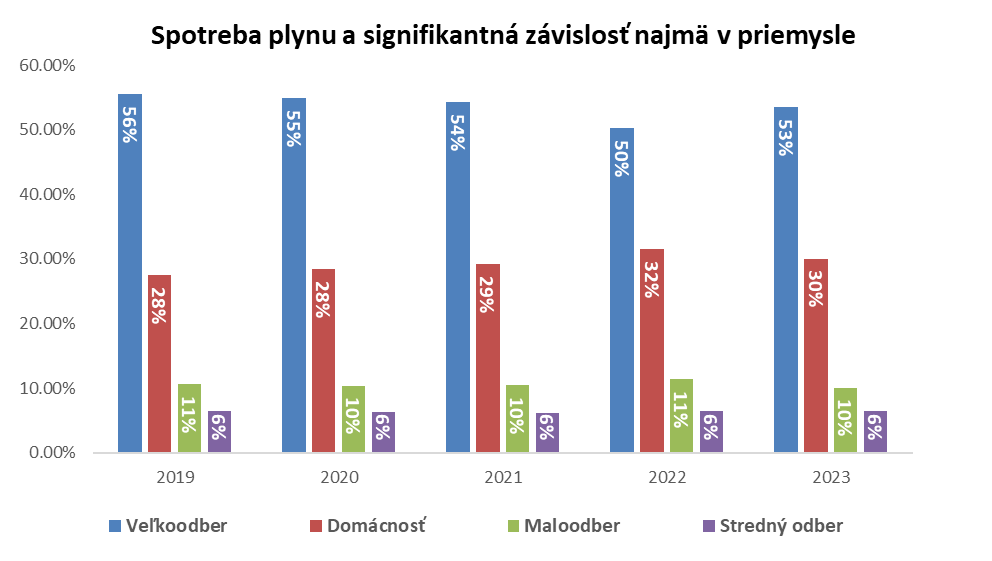 Spotreba plynu a signifikantná závislosť najmä v priemysle
60.00%
50.00%
40.00%
30.00%
20.00%
10.00%
0.00%
56% 28% 11% 6%
55% 28% 10% 6%
54% 29% 10% 6%
50% 32% 11% 6%
53% 30% 10% 6%
2019 2020 2021 2022 2023
Veľkoodber Domácnosť Maloodber Stredný odber